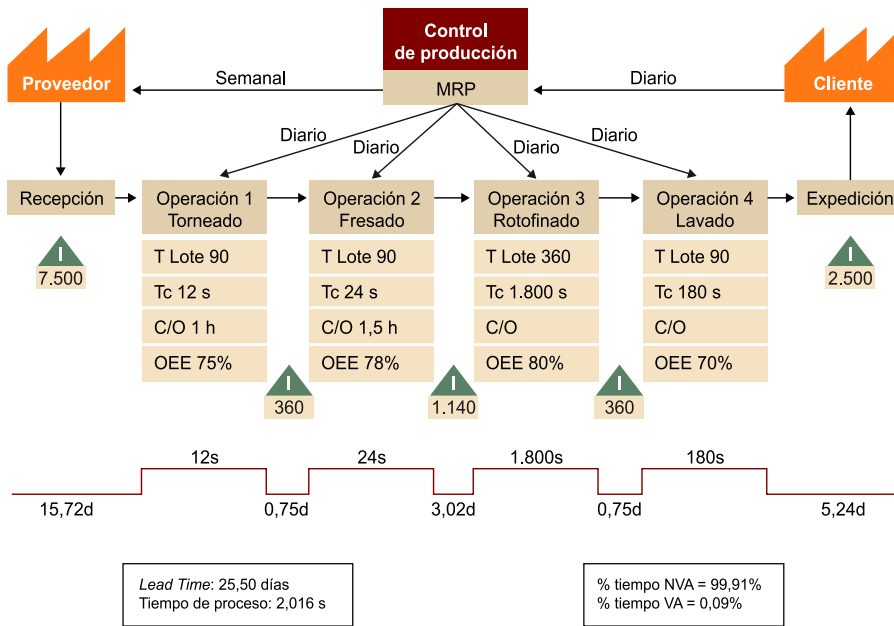 Control
de producción
MRP
Proveedor
Semanal
Diario
Cliente
Diario
Diario
Diario
Diario
Recepción
Operación 1
Torneado
Operación 2
Fresado
Operación 3
Rotofinado
Operación 4
Lavado
Expedición
I
7.500
T Lote 90
Tc 12 s
C/O 1 h
OEE 75%
I
360
T Lote 90
Tc 24 s
C/O 1,5 h
OEE 78%
I
1.140
T Lote 360
Tc 1.800 s
C/O
OEE 80%
I
360
T Lote 90
Tc 180 s
C/O
OEE 70%
I
2.500
12s
24s
1.800s
180s
15,72d
0,75d
3,02d
0,75d
5,24d
Lead Time: 25,50 días
Tiempo de proceso: 2,016 s
% tiempo NVA = 99,91%
% tiempo VA = 0,09%